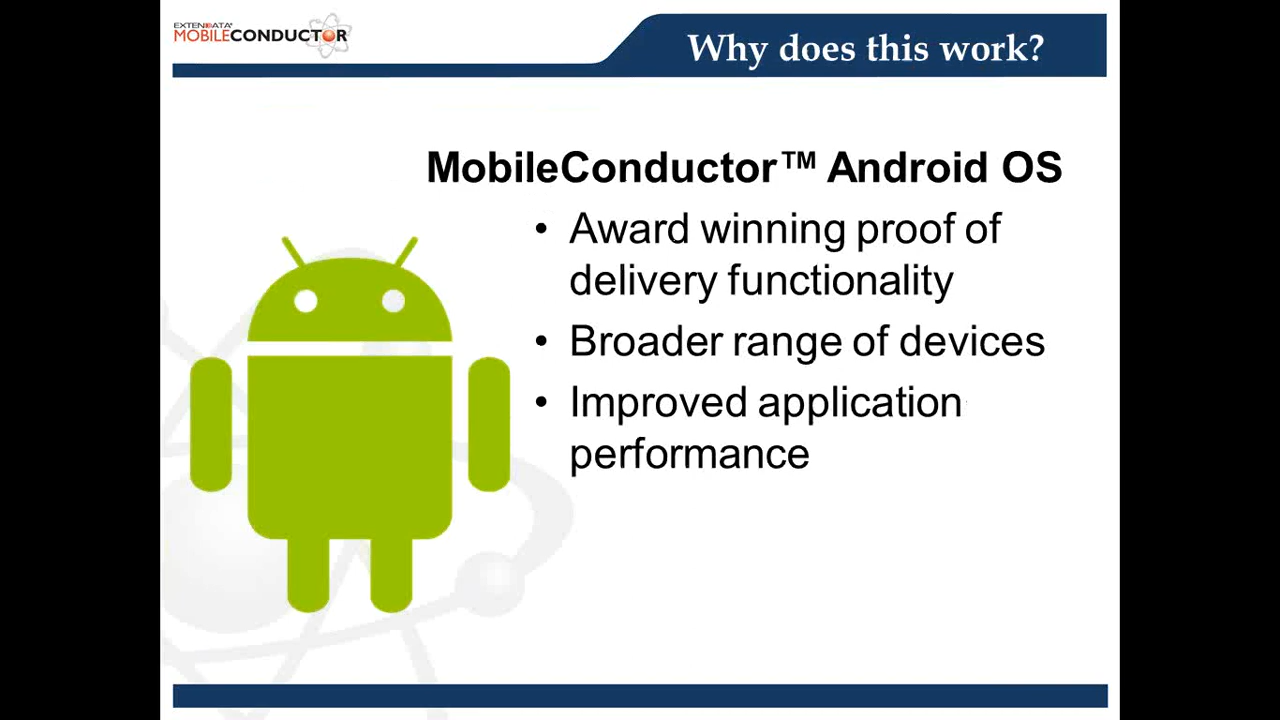 EXTENDATA®
MOBILECONDUCTOR
Why does this work?
MobileConductor™ Android OS
• Award winning proof of
delivery functionality
• Broader range of devices
• Improved application
performance